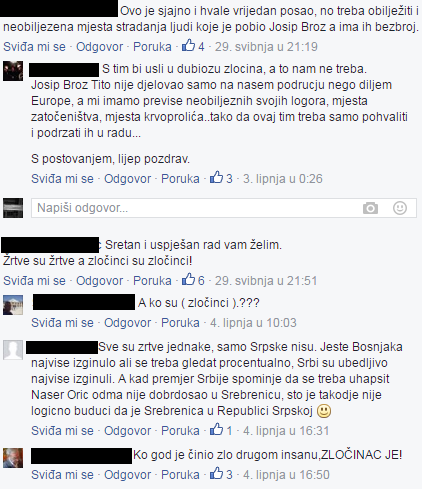 Ovo je sjajno i hvale vrijedan posao, no treba obilježiti i
neobilježena mjesta stradanja ljudi koje je pobio Josip Broz a ima ih bezbroj.
Sviđa mi se · Odgovor · Poruka · 4 · 29. svibnja u 21:19
S tim bi usli u dubiozu zlocina, a to nam ne treba.
Josip Broz Tito nije djelovao samo na nasem podrucju nego diljem
Europe, a mi imamo previse neobiljeznih svojih logora, mjesta
zatočeništva, mjesta krvoprolića..tako da ovaj tim treba samo pohvaliti
i podrzati ih u radu...
S postovanjem, lijep pozdrav.
Sviđa mi se · Odgovor · Poruka · 3 · 3. lipnja u 0:26
Napiši odgovor...
: Sretan i uspješan rad vam želim.
Žrtve su žrtve a zločinci su zločinci!
Sviđa mi se · Odgovor · Poruka · 6 · 29. svibnja u 21:51
A ko su ( zločinci ).???
Sviđa mi se · Odgovor · Poruka · 4. lipnja u 10:03
Sve su zrtve jednake, samo Srpske nisu. Jeste Bosnjaka
najvise izginulo ali se treba gledat procentualno, Srbi su ubedljivo
najvise izginuli. A kad premjer Srbije spominje da se treba uhapsit
Naser Oric odma nije dobrdosao u Srebrenicu, sto je takodje nije
logicno buduci da je Srebrenica u Republici Srpskoj
Sviđa mi se · Odgovor · Poruka · 1 · 4. lipnja u 16:31
Ko god je činio zlo drugom insanu,ZLOČINAC JE!
Sviđa mi se · Odgovor · Poruka · 3 · 4. lipnja u 16:50